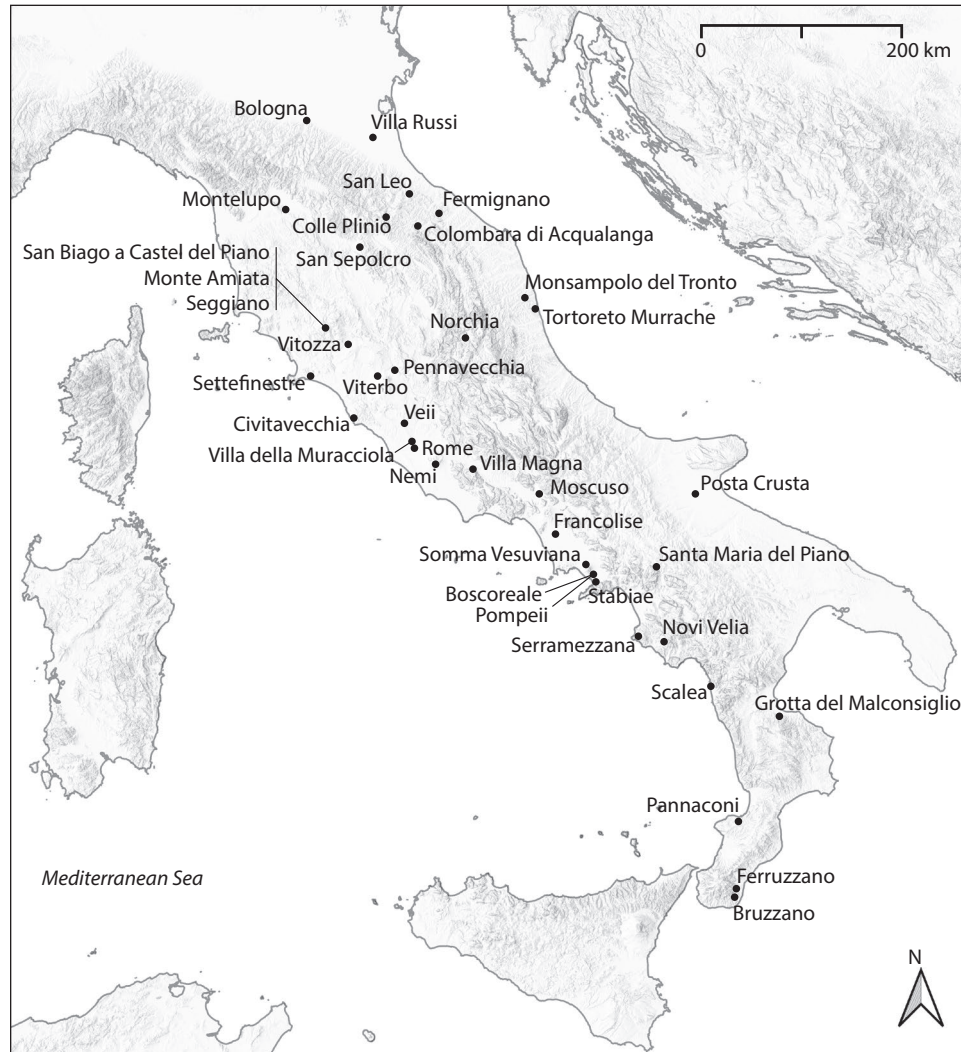 0
200 km
Bologna
Villa Russi
San Leo
Montelupo
Fermignano
Colle Plinio
Colombara di Acqualanga
San Biago a Castel del Piano
San Sepolcro
Monte Amiata
Monsampolo del Tronto
Seggiano
Tortoreto Murrache
Norchia
Vitozza
Pennavecchia
Settefinestre
Viterbo
Veii
Civitavecchia
Villa della Muracciola
Rome
Nemi
Villa Magna
Posta Crusta
Moscuso
Francolise
Somma Vesuviana
Santa Maria del Piano
Boscoreale
Stabiae
Pompeii
Novi Velia
Serramezzana
Scalea
Grotta del Malconsiglio
Pannaconi
Mediterranean Sea
Ferruzzano
Bruzzano
N